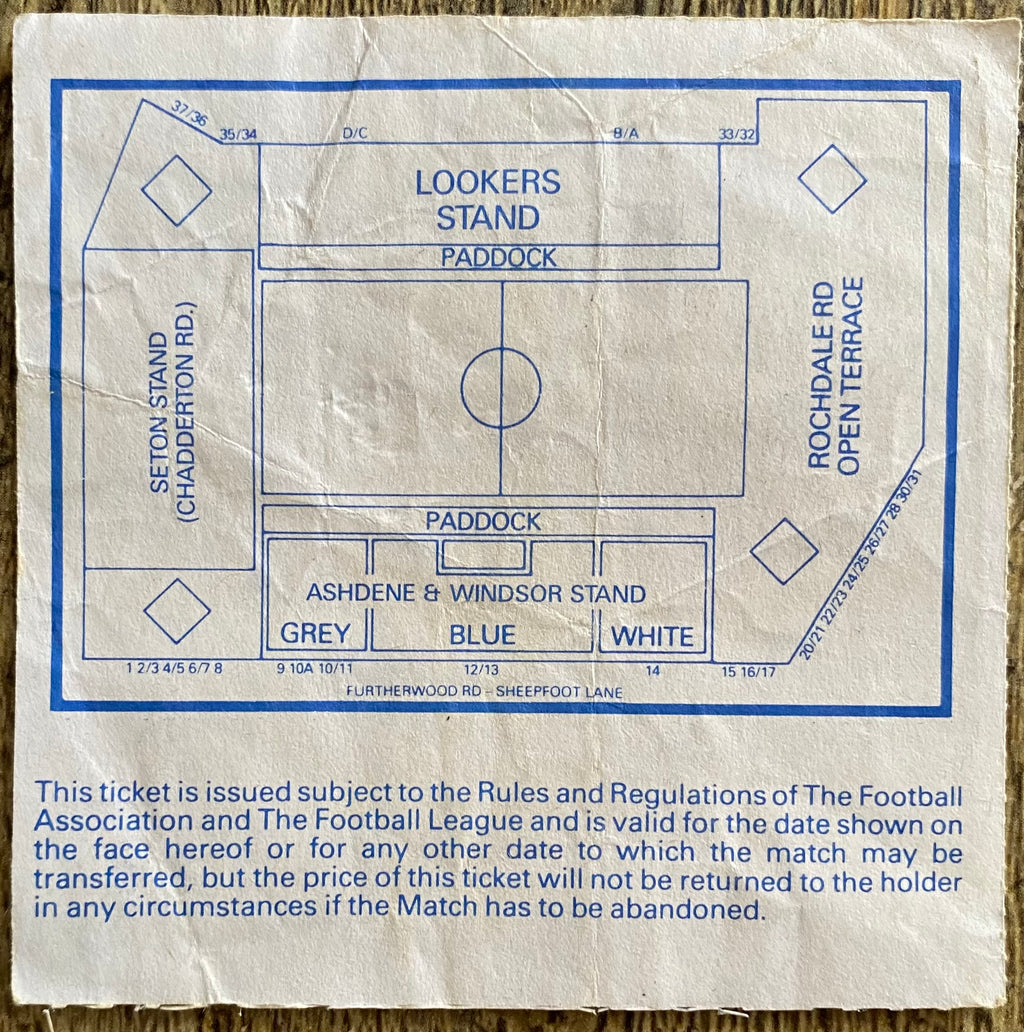 37/36
35/34
D/C
B/A
33/32
LOOKERS
STAND
PADDOCK
SETON STAND
(CHADDERTON RD.)
ROCHDALE RD
OPEN TERRACE
PADDOCK
ASHDENE & WINDSOR STAND
GREY
BLUE
WHITE
1 2/3 4/5 6/7 8
9 10A 10/11
12/13
14
15 16/17
20/21 22/23 24/25 26/27 28 30/31
FURTHERWOOD RD - SHEEPFOOT LANE
This ticket is issued subject to the Rules and Regulations of The Football
Association and The Football League and is valid for the date shown on
the face hereof or for any other date to which the match may be
transferred, but the price of this ticket will not be returned to the holder
in any circumstances if the Match has to be abandoned.